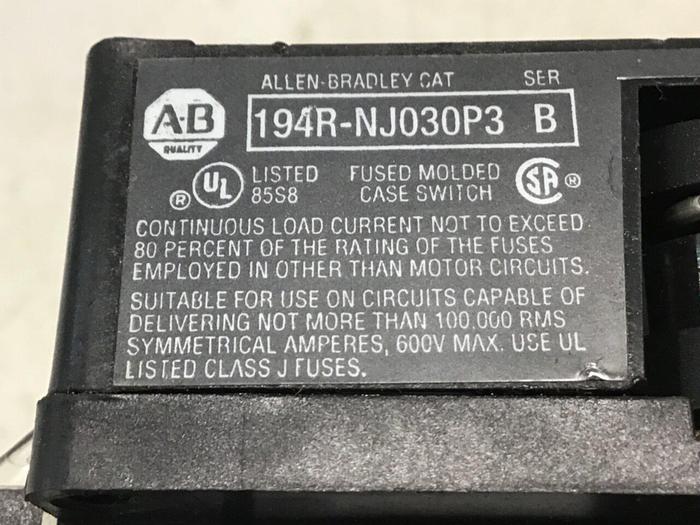 ALLEN-BRADLEY CAT SER
A-B QUALITY
194R-NJ030P3 B
® UL LISTED FUSED MOLDED SA ®
85S8 CASE SWITCH
CONTINUOUS LOAD CURRENT NOT TO EXCEED
80 PERCENT OF THE RATING OF THE FUSES
EMPLOYED IN OTHER THAN MOTOR CIRCUITS.
SUITABLE FOR USE ON CIRCUITS CAPABLE OF
DELIVERING NOT MORE THAN 100,000 RMS
SYMMETRICAL AMPERES, 600V MAX. USE UL
LISTED CLASS J FUSES.